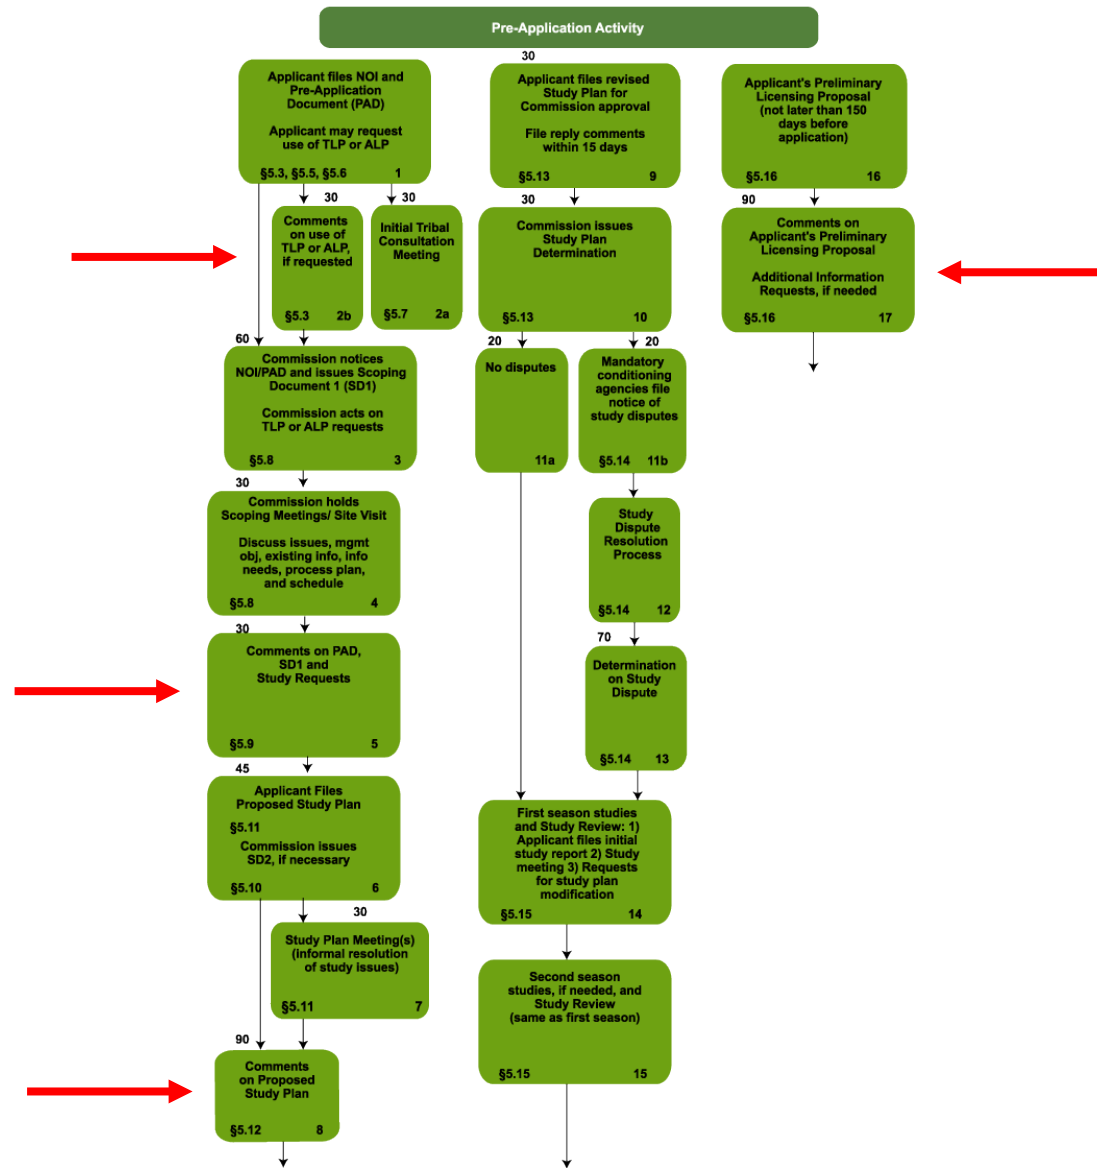 Pre-Application Activity
Applicant files NOI and
Pre-Application
Document (PAD)
Applicant may request
use of TLP or ALP
§5.3, §5.5, §5.6 1
30
Comments
on use of
TLP or ALP,
if requested
§5.3 2b
30
Initial Tribal
Consultation
Meeting
§5.7 2a
60
Commission notices
NOI/PAD and issues Scoping
Document 1 (SD1)
Commission acts on
TLP or ALP requests
§5.8 3
30
Commission holds
Scoping Meetings/ Site Visit
Discuss issues, mgmt
obj, existing info, info
needs, process plan,
and schedule
§5.8 4
30
Comments on PAD,
SD1 and
Study Requests
§5.9 5
45
Applicant Files
Proposed Study Plan
§5.11
Commission issues
SD2, if necessary
§5.10 6
30
Study Plan Meeting(s)
(informal resolution
of study issues)
§5.11 7
90
Comments
on Proposed
Study Plan
§5.12 8
30
Applicant files revised
Study Plan for
Commission approval
File reply comments
within 15 days
§5.13 9
30
Commission issues
Study Plan
Determination
§5.13 10
20
No disputes
11a
20
Mandatory
conditioning
agencies file
notice of
study disputes
§5.14 11b
Study
Dispute
Resolution
Process
§5.14 12
70
Determination
on Study
Dispute
§5.14 13
First season studies
and Study Review: 1)
Applicant files initial
study report 2) Study
meeting 3) Requests
for study plan
modification
§5.15 14
Second season
studies, if needed, and
Study Review
(same as first season)
§5.15 15
Applicant's Preliminary
Licensing Proposal
(not later than 150
days before
application)
§5.16 16
90
Comments on
Applicant's Preliminary
Licensing Proposal
Additional Information
Requests, if needed
§5.16 17